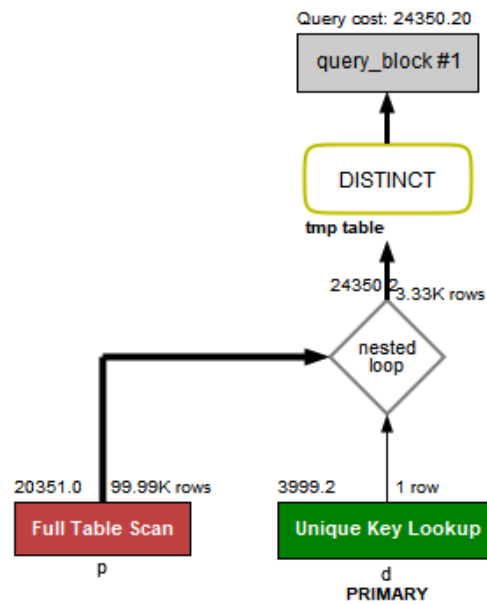 Query cost: 24350.20
query_block #1
DISTINCT
tmp table
24350.2
3.33K rows
nested
loop
20351.0 99.99K rows
3999.2 1 row
Full Table Scan
Unique Key Lookup
p
d
PRIMARY